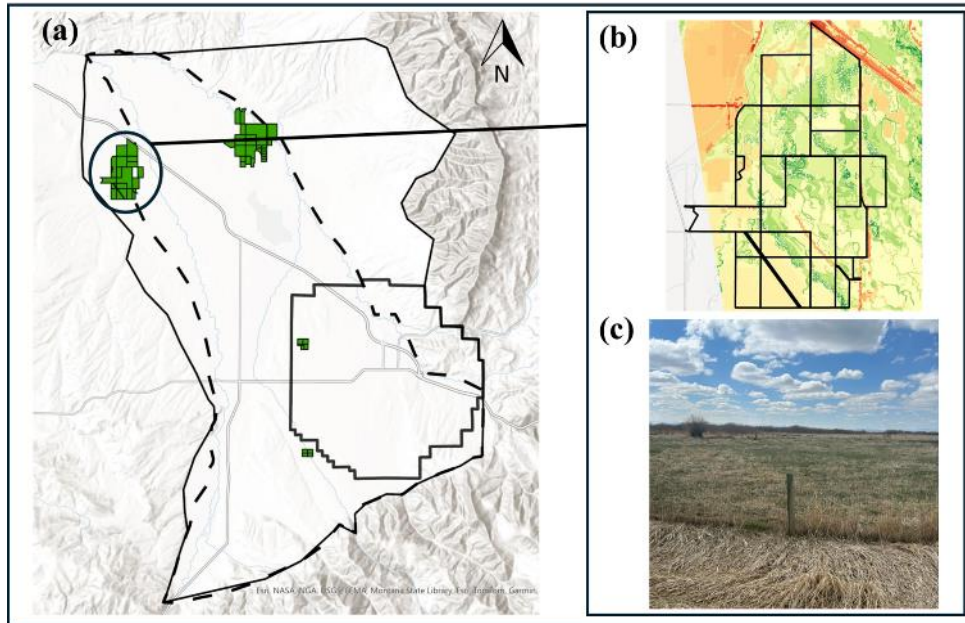 (a)
N
(b)
(c)
Esri, NASA, NGA, USGS, FEMA, Montana State Library, Esri, TomTom, Garmin,